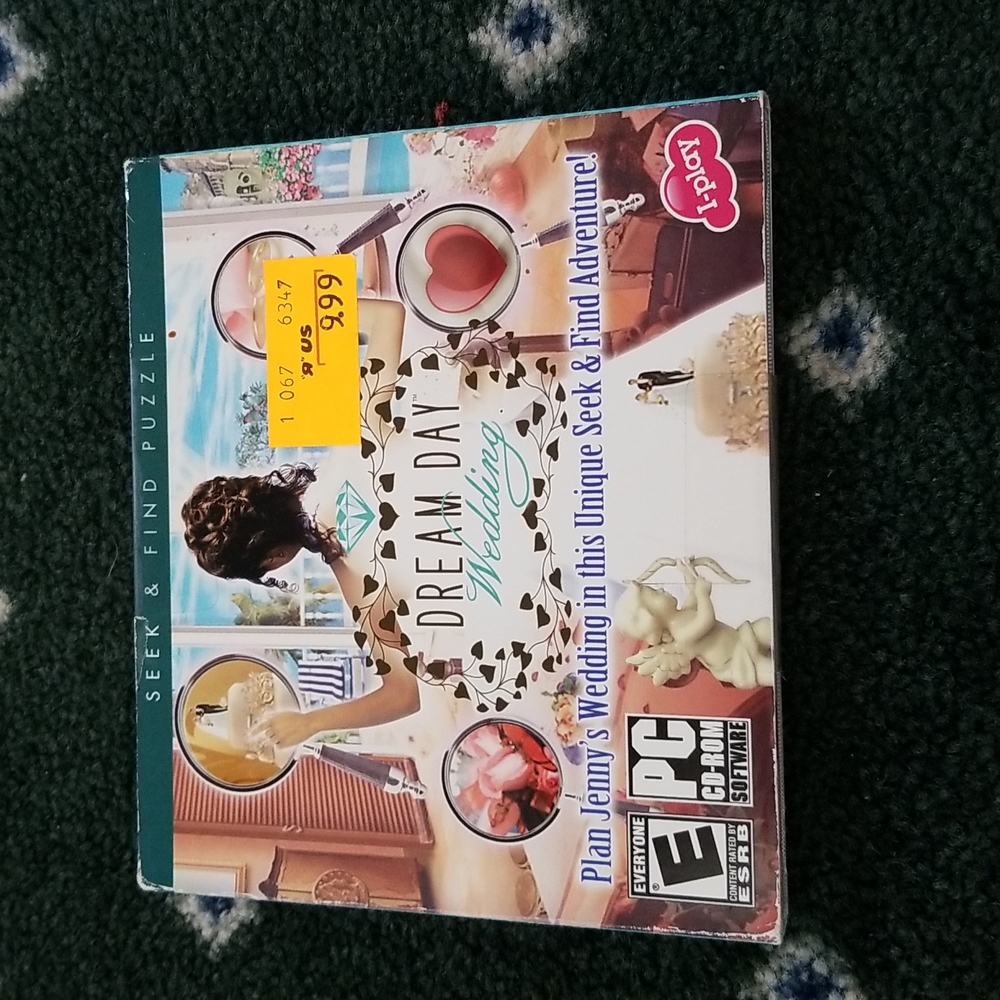 SEEK & FIND PUZZLE
1 067 6347
"R"US
9.99
DREAM DAY™
Wedding
Plan Jenny's Wedding in this Unique Seek & Find Adventure!
I-play
EVERYONE
E®
CONTENT RATED BY
ESRB
PC
CD-ROM
SOFTWARE